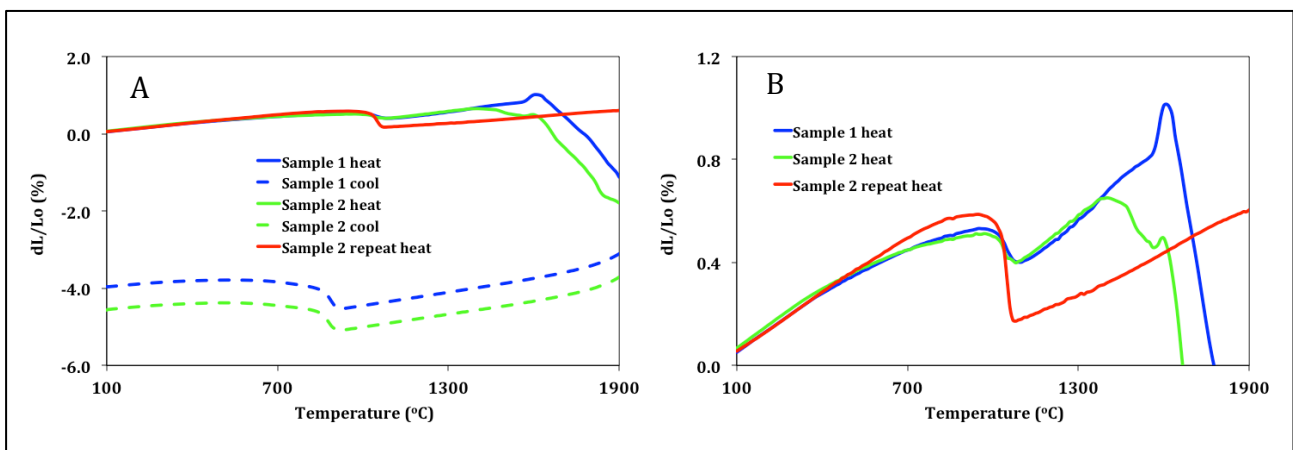 A
2.0
0.0
-2.0
-4.0
-6.0
dL/Lo (%)
Sample 1 heat
Sample 1 cool
Sample 2 heat
Sample 2 cool
Sample 2 repeat heat
100
700
1300
1900
Temperature (ᵒC)
B
1.2
0.8
0.4
0.0
dL/Lo (%)
Sample 1 heat
Sample 2 heat
Sample 2 repeat heat
100
700
1300
1900
Temperature (ᵒC)